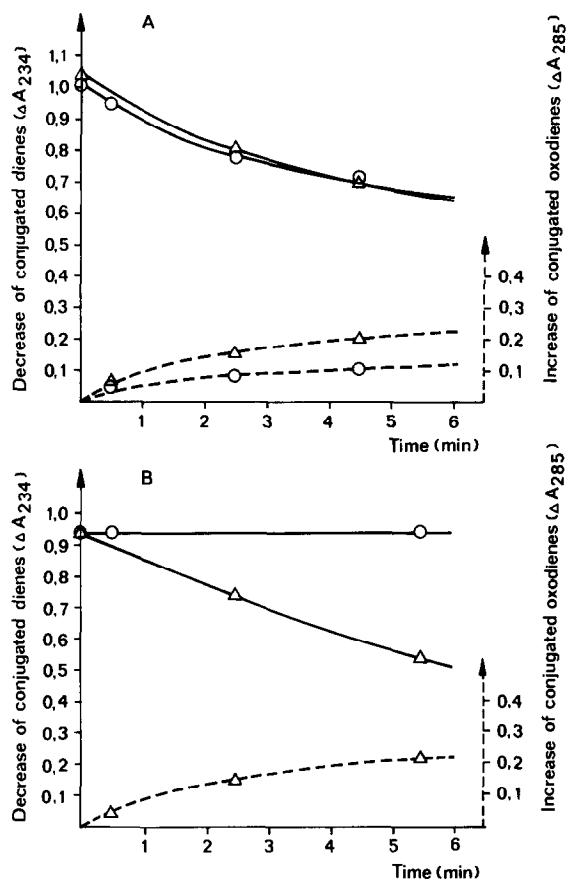 A
Decrease of conjugated dienes (ΔA234)
1,1
1,0
0,9
0,8
0,7
0,6
0,5
0,4
0,3
0,2
0,1
0,4
0,3
0,2
0,1
Increase of conjugated oxodienes (ΔA285)
1 2 3 4 5 6
Time (min)
B
Decrease of conjugated dienes (ΔA234)
1,0
0,9
0,8
0,7
0,6
0,5
0,4
0,3
0,2
0,1
0,4
0,3
0,2
0,1
Increase of conjugated oxodienes (ΔA285)
1 2 3 4 5 6
Time (min)